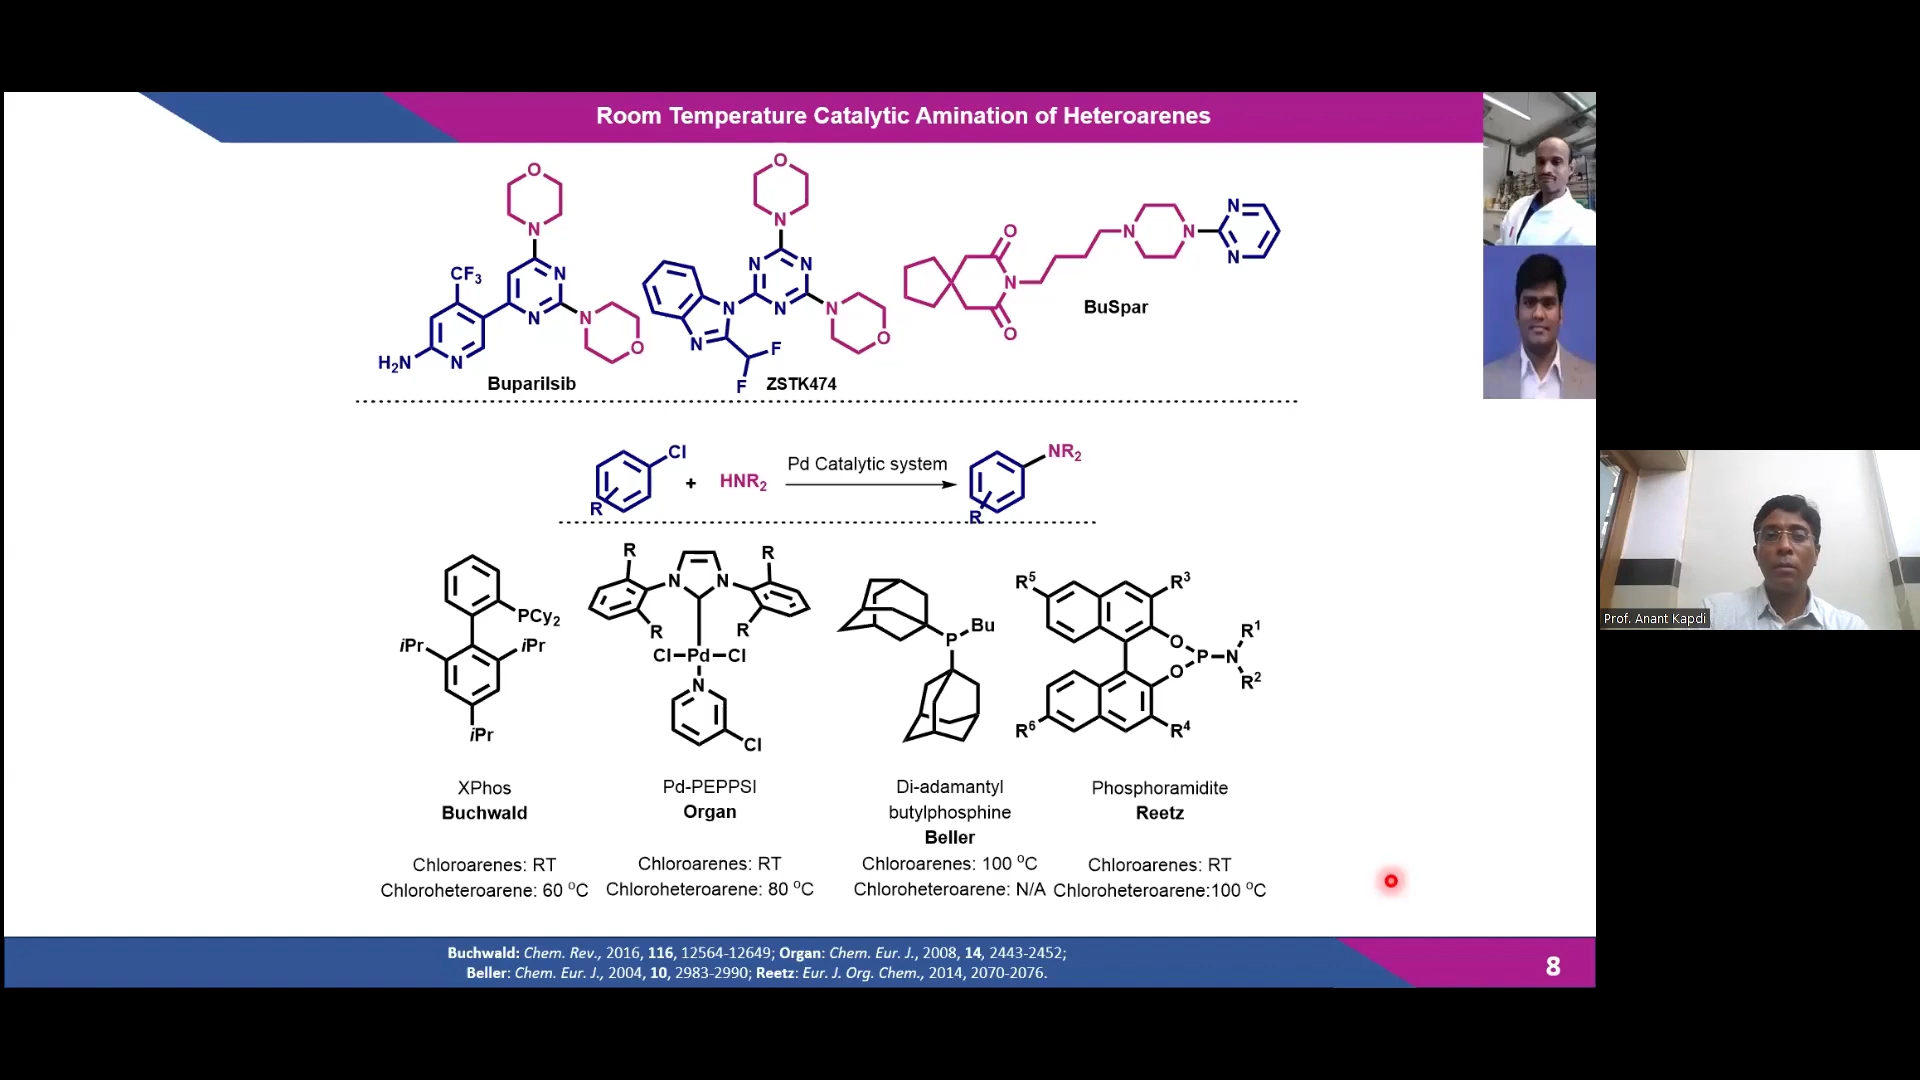 Room Temperature Catalytic Amination of Heteroarenes
O
N
CF₃
N
N
N
O
H₂N
N
Buparilsib
O
N
N
N
N
N
N
O
N
F
F
ZSTK474
O
N
O
N
N
N
N
BuSpar
Cl
R
+
HNR₂
Pd Catalytic system
NR₂
R
PCy₂
iPr
iPr
iPr
R
R
N
N
R
R
Cl
Pd
Cl
N
Cl
P
Bu
R⁵
R³
O
P
N
O
R¹
R²
R⁶
R⁴
XPhos
Buchwald
Chloroarenes: RT
Chloroheteroarene: 60 ⁰C
Pd-PEPPSI
Organ
Chloroarenes: RT
Chloroheteroarene: 80 ⁰C
Di-adamantyl
butylphosphine
Beller
Chloroarenes: 100 ⁰C
Chloroheteroarene: N/A
Phosphoramidite
Reetz
Chloroarenes: RT
Chloroheteroarene:100 ⁰C
Buchwald: Chem. Rev., 2016, 116, 12564-12649; Organ: Chem. Eur. J., 2008, 14, 2443-2452;
Beller: Chem. Eur. J., 2004, 10, 2983-2990; Reetz: Eur. J. Org. Chem., 2014, 2070-2076.
8
Prof. Anant Kapdi